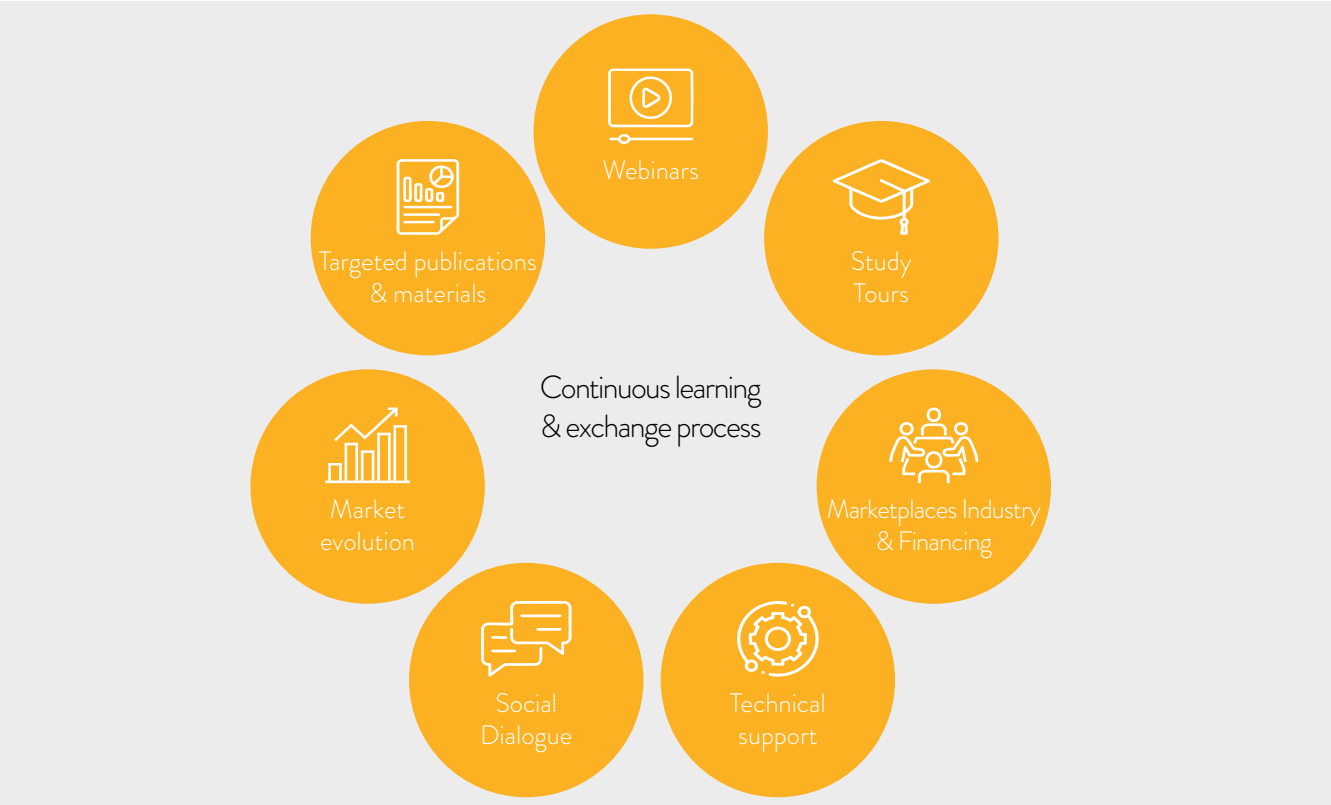 Webinars
Targeted publications
& materials
Study
Tours
Continuous learning
& exchange process
Market
evolution
Marketplaces Industry
& Financing
Social
Dialogue
Technical
support